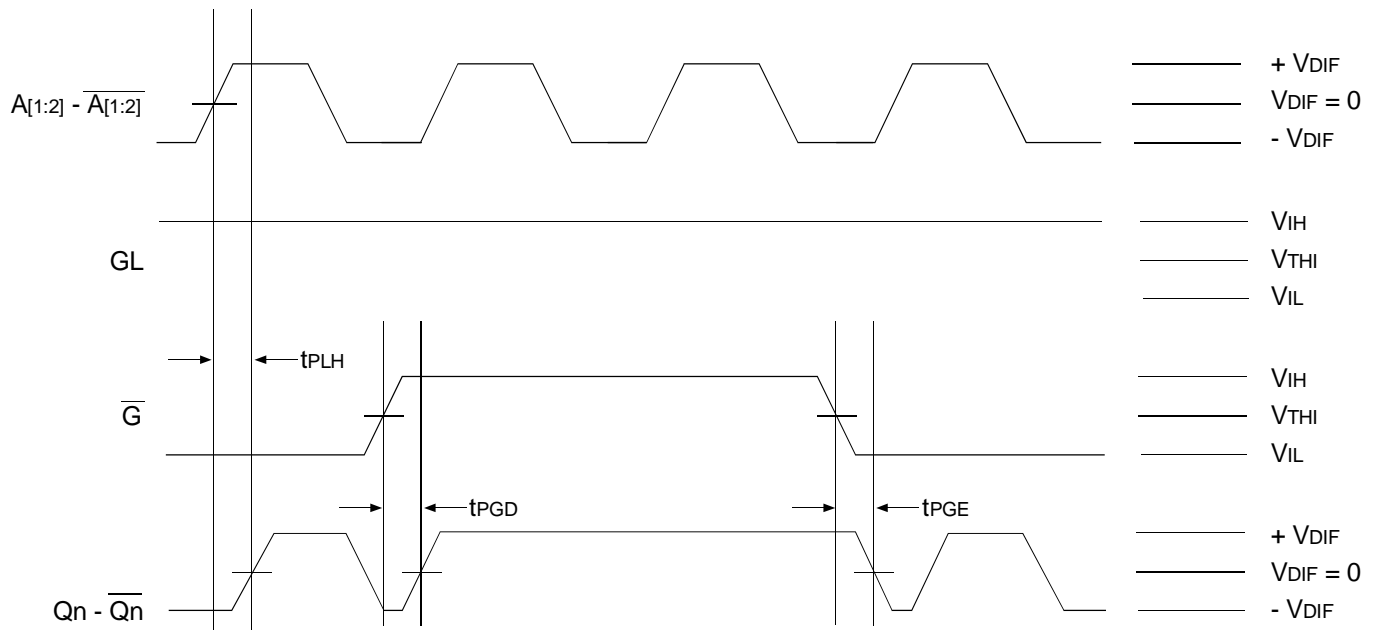 + VDIF
A[1:2] - A[1:2] VDIF = 0
- VDIF
VIH
GL VTHI
VIL
tPLH
VIH
G VTHI
VIL
tPGD tPGE
+ VDIF
VDIF = 0
Qn - Qn - VDIF